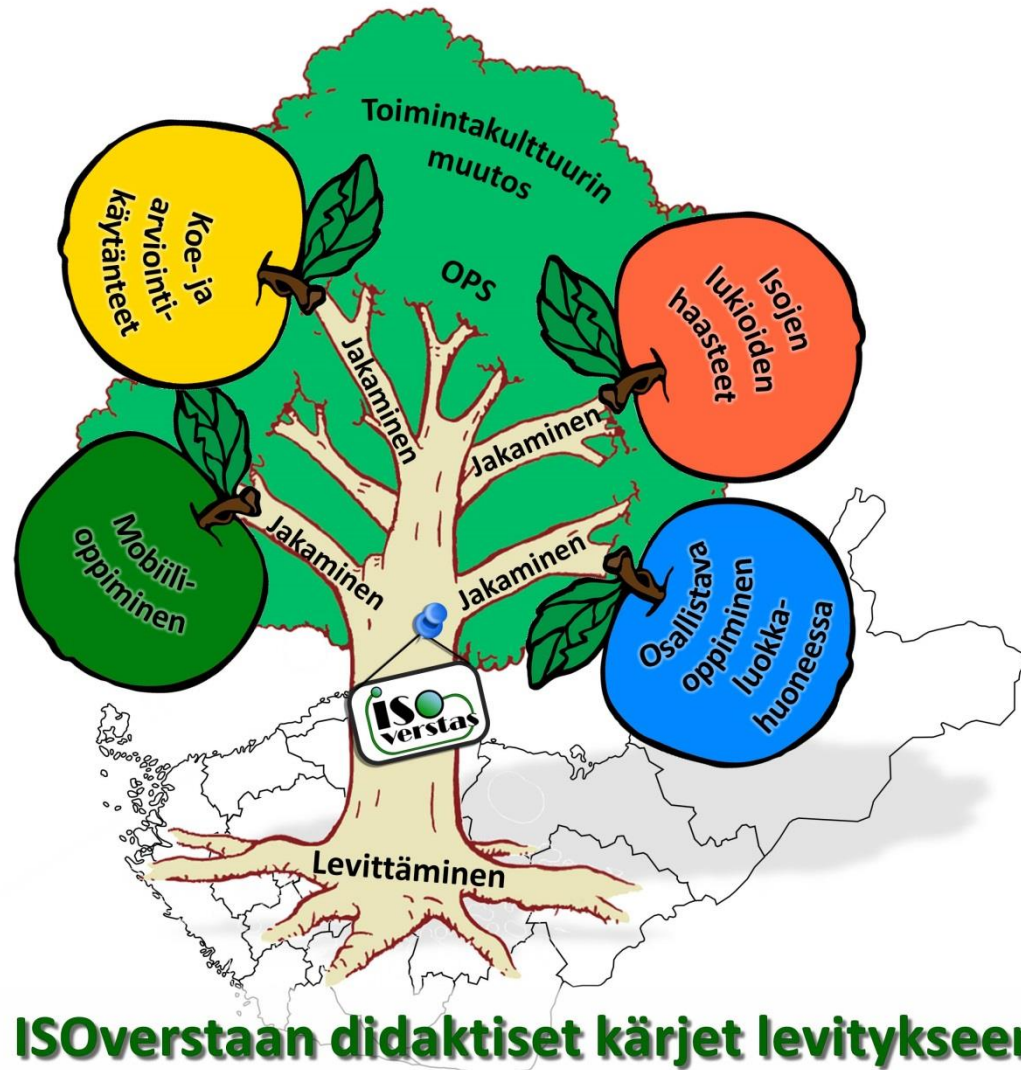 Toimintakulttuurin
muutos
OPS
Koe- ja
arviointi-
käytänteet
Isojen
lukioiden
haasteet
Jakaminen
Jakaminen
Mobiili-
oppiminen
Jakaminen
Jakaminen
Osallistava
oppiminen
luokka-
huoneessa
iso
verstas
Levittäminen
ISOverstaan didaktiset kärjet levitykseen